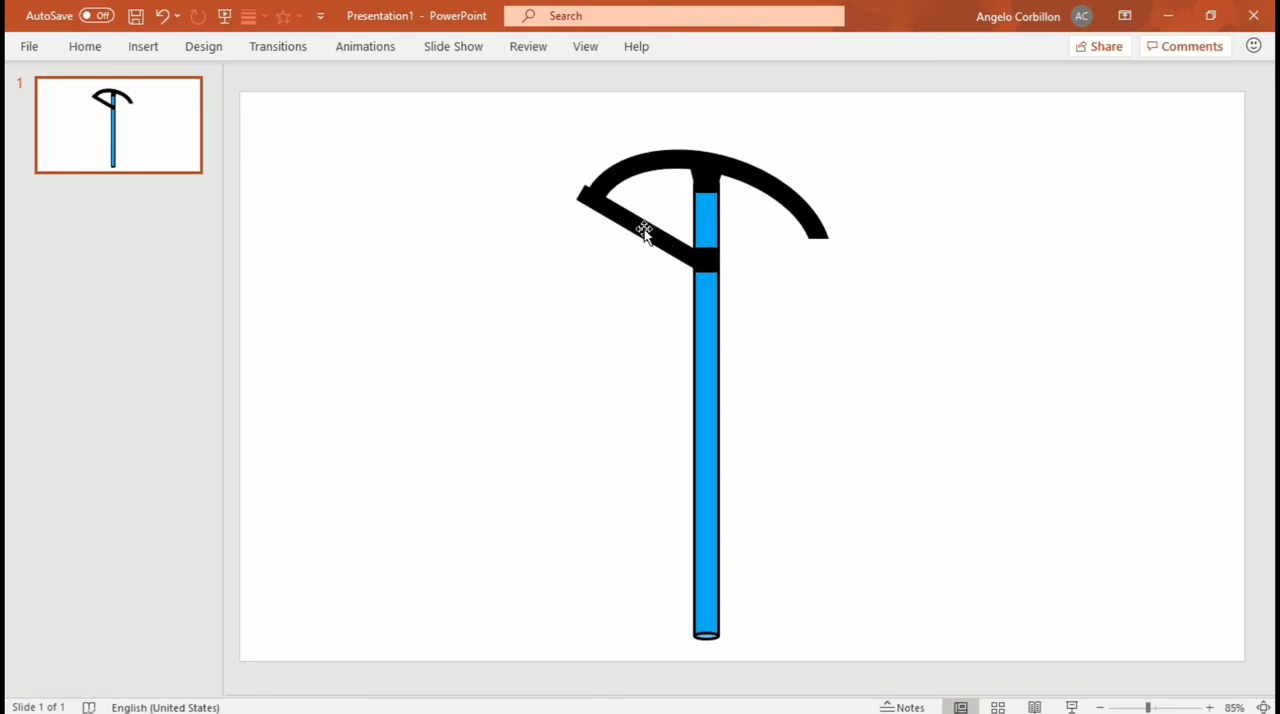 AutoSave Off Presentation1 - PowerPoint Search Angelo Corbillon AC
File Home Insert Design Transitions Animations Slide Show Review View Help Share Comments
1
Slide 1 of 1 English (United States) Notes 85%